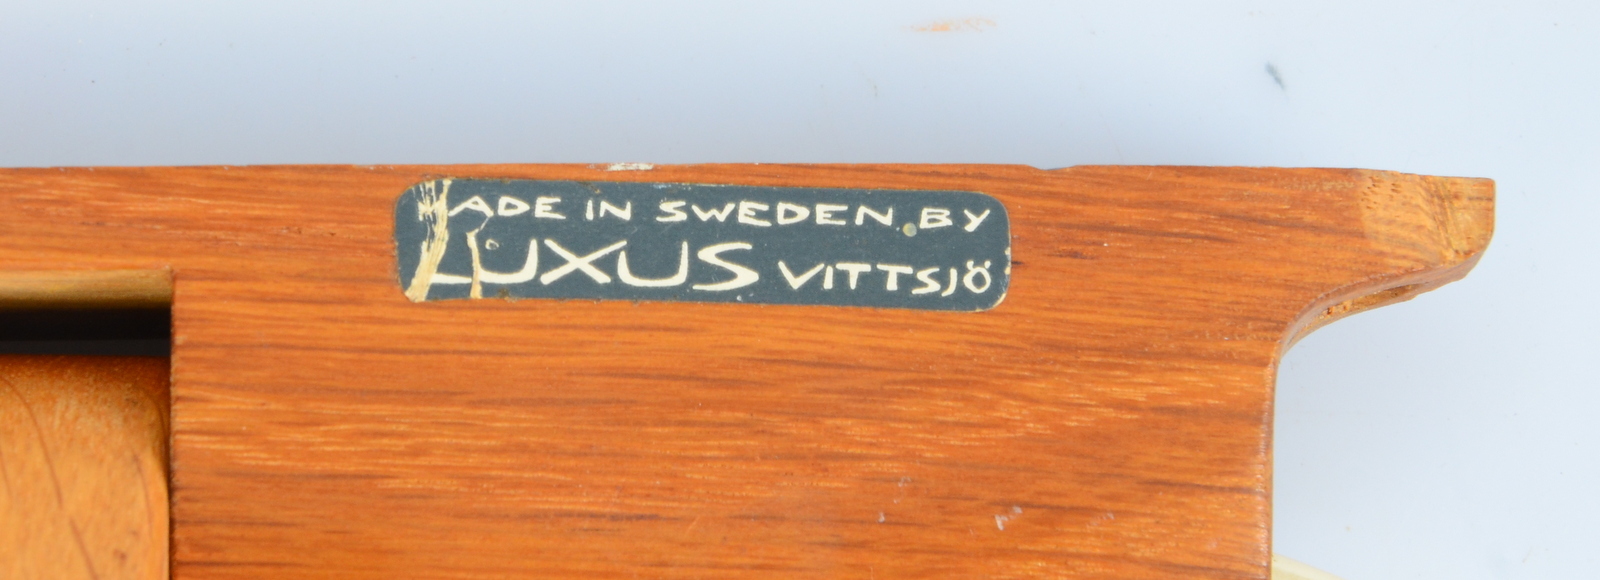 MADE IN SWEDEN, BY
LUXUS VITTSJÖ